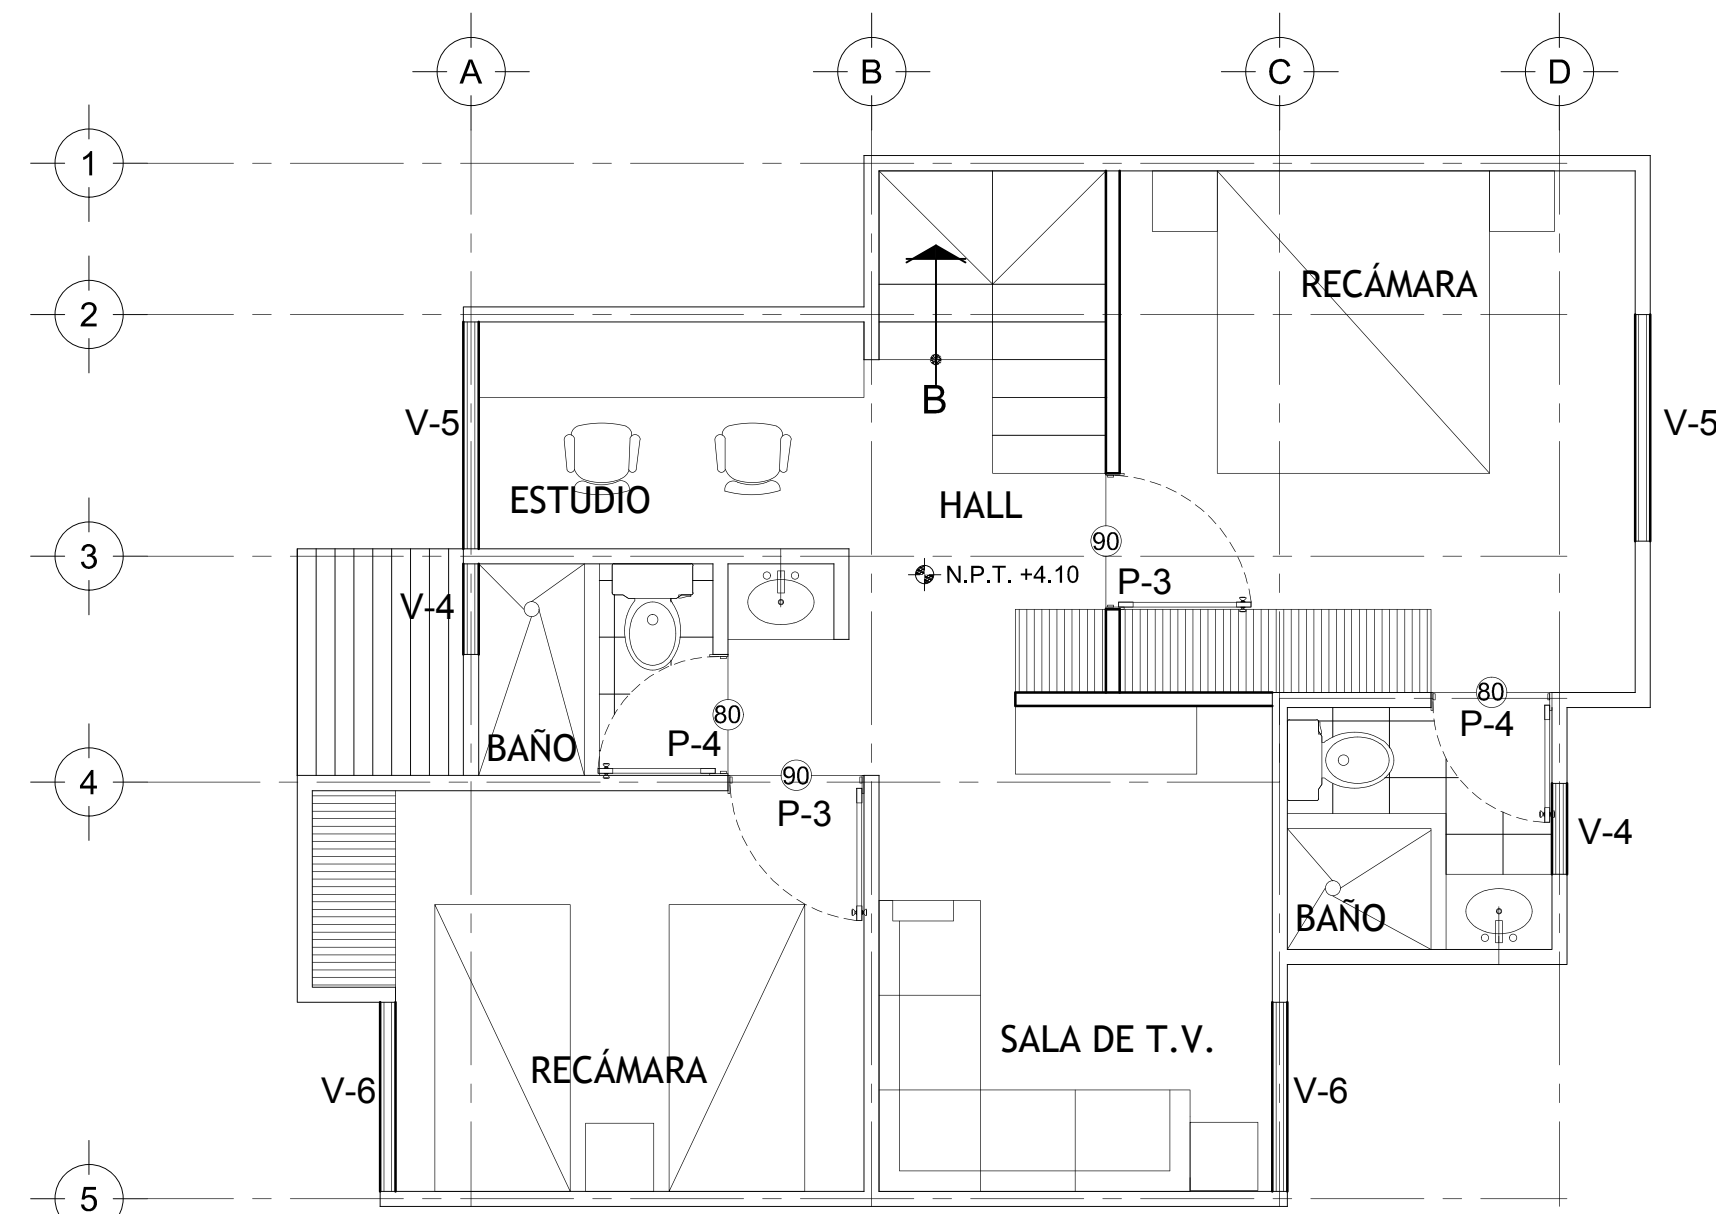 A
B
C
D
1
RECÁMARA
2
B
V-5
V-5
ESTUDIO
HALL
90
3
N.P.T. +4.10
P-3
V-4
80
80
P-4
BAÑO
P-4
4
90
P-3
V-4
BAÑO
SALA DE T.V.
RECÁMARA
V-6
V-6
5